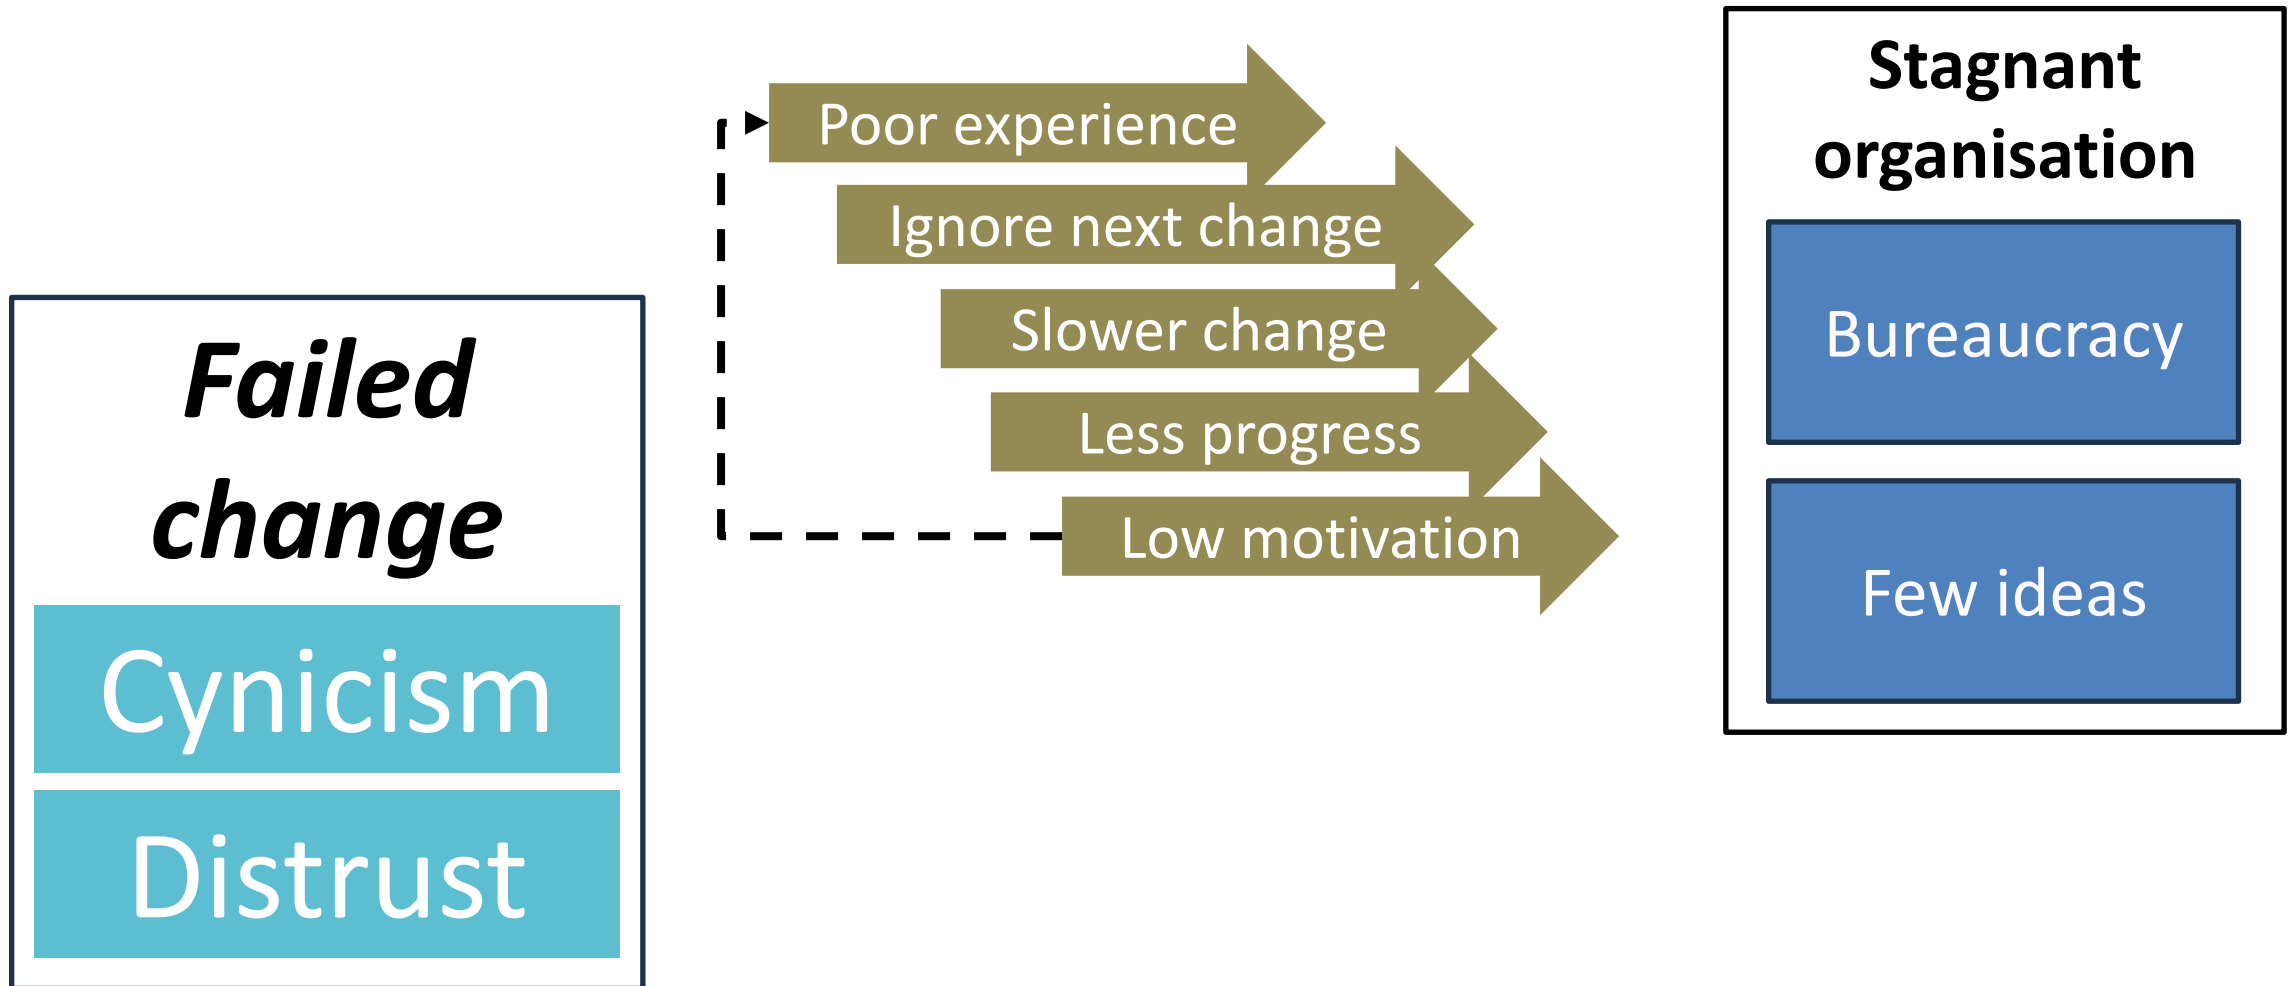 Failed
change
Cynicism
Distrust
Poor experience
Ignore next change
Slower change
Less progress
Low motivation
Stagnant
organisation
Bureaucracy
Few ideas